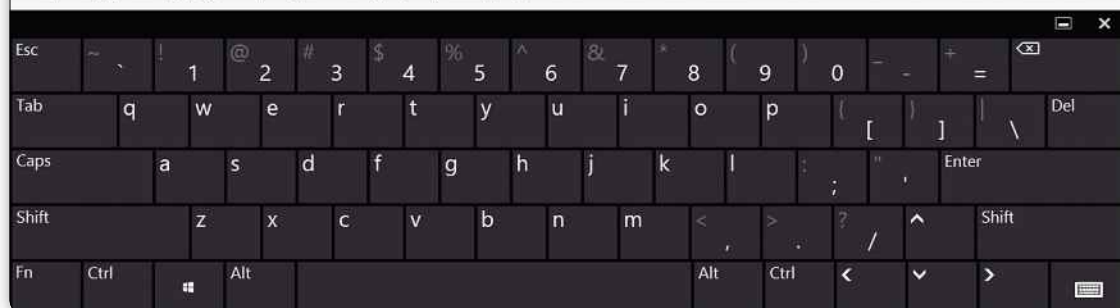 Esc ~ ` ! 1 @ 2 # 3 $ 4 % 5 ^ 6 & 7 * 8 ( 9 ) 0 _ - + =
Tab q w e r t y u i o p { [ } ] | \ Del
Caps a s d f g h j k l : ; " ' Enter
Shift z x c v b n m < , > . ? / Shift
Fn Ctrl Alt Alt Ctrl